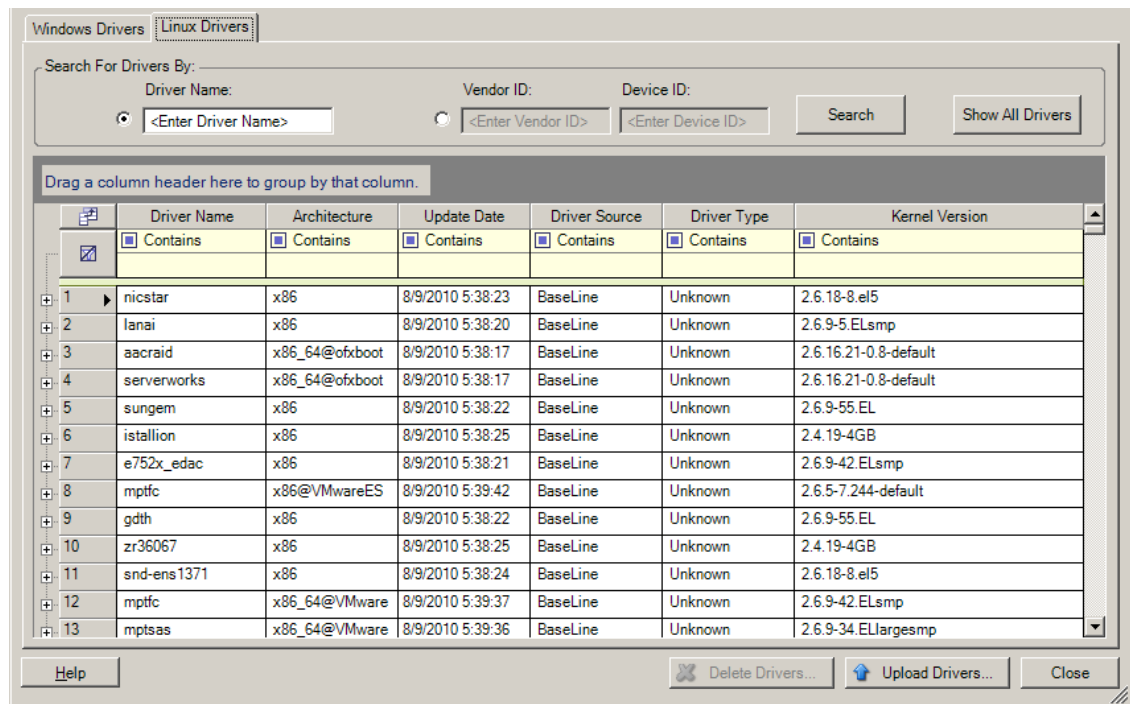 Windows Drivers Linux Drivers
Search For Drivers By:
Driver Name: Vendor ID: Device ID:
<Enter Driver Name> <Enter Vendor ID> <Enter Device ID> Search Show All Drivers
Drag a column header here to group by that column.
Driver Name Architecture Update Date Driver Source Driver Type Kernel Version
Contains Contains Contains Contains Contains Contains
1 nicstar x86 8/9/2010 5:38:23 BaseLine Unknown 2.6.18-8.el5
2 lanai x86 8/9/2010 5:38:20 BaseLine Unknown 2.6.9-5.ELsmp
3 aacraid x86_64@ofxboot 8/9/2010 5:38:17 BaseLine Unknown 2.6.16.21-0.8-default
4 serverworks x86_64@ofxboot 8/9/2010 5:38:17 BaseLine Unknown 2.6.16.21-0.8-default
5 sungem x86 8/9/2010 5:38:22 BaseLine Unknown 2.6.9-55.EL
6 istallion x86 8/9/2010 5:38:25 BaseLine Unknown 2.4.19-4GB
7 e752x_edac x86 8/9/2010 5:38:21 BaseLine Unknown 2.6.9-42.ELsmp
8 mptfc x86@VMwareES 8/9/2010 5:39:42 BaseLine Unknown 2.6.5-7.244-default
9 gdth x86 8/9/2010 5:38:22 BaseLine Unknown 2.6.9-55.EL
10 zr36067 x86 8/9/2010 5:38:25 BaseLine Unknown 2.4.19-4GB
11 snd-ens1371 x86 8/9/2010 5:38:24 BaseLine Unknown 2.6.18-8.el5
12 mptfc x86_64@VMware 8/9/2010 5:39:37 BaseLine Unknown 2.6.9-42.ELsmp
13 mptsas x86_64@VMware 8/9/2010 5:39:36 BaseLine Unknown 2.6.9-34.ELlargesmp
Help Delete Drivers... Upload Drivers... Close